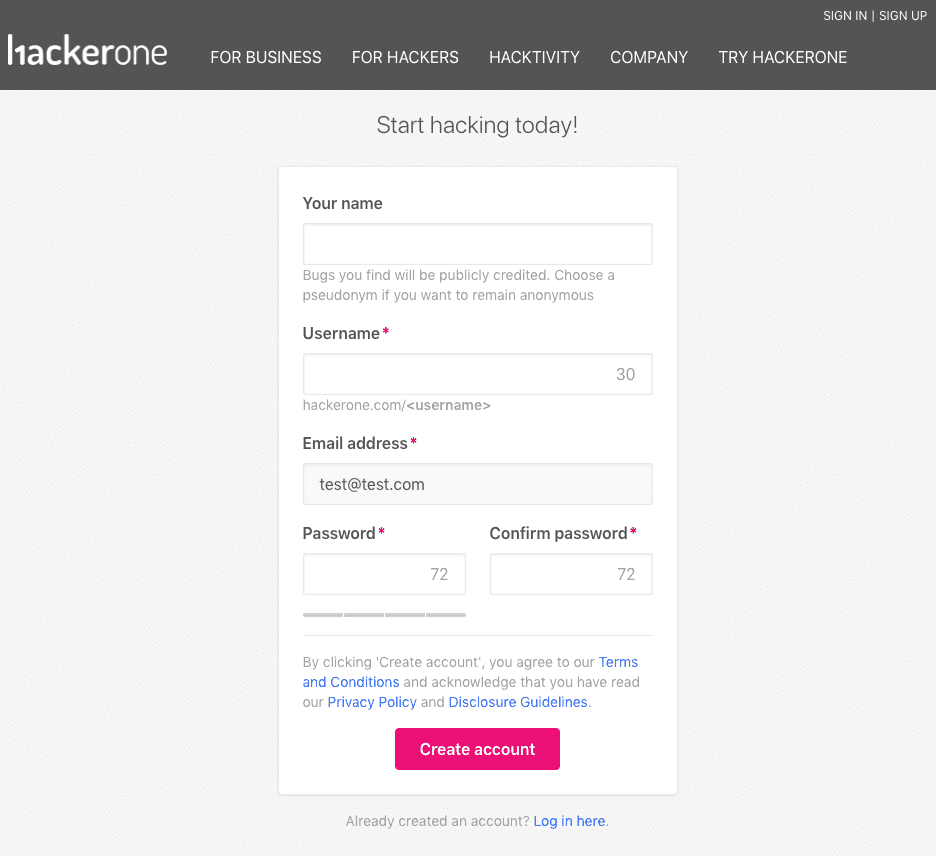 SIGN IN | SIGN UP
hackerone
FOR BUSINESS FOR HACKERS HACKTIVITY COMPANY TRY HACKERONE
Start hacking today!
Your name
Bugs you find will be publicly credited. Choose a
pseudonym if you want to remain anonymous
Username*
30
hackerone.com/<username>
Email address*
test@test.com
Password* Confirm password*
72 72
By clicking 'Create account', you agree to our Terms
and Conditions and acknowledge that you have read
our Privacy Policy and Disclosure Guidelines.
Create account
Already created an account? Log in here.